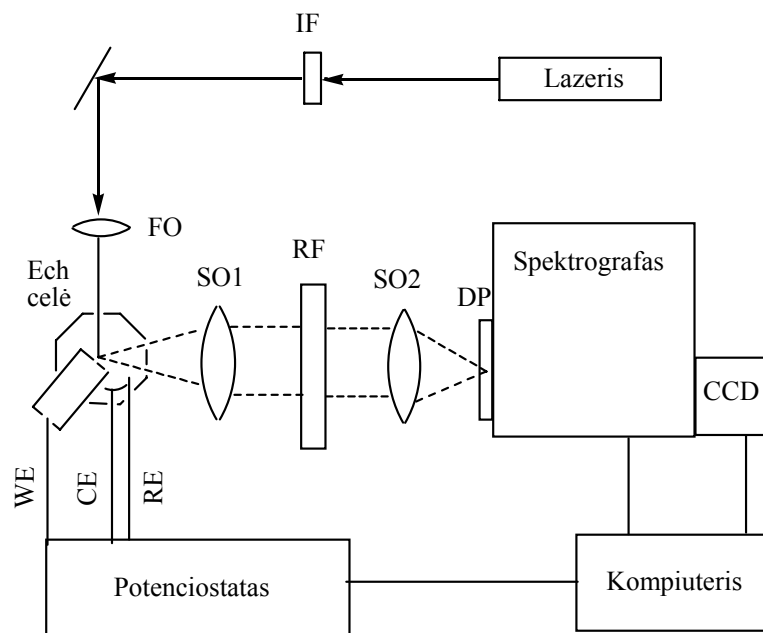 IF
Lazeris
FO
Ech
celė
SO1
RF
SO2
DP
Spektrografas
CCD
WE
CE
RE
Potenciostatas
Kompiuteris